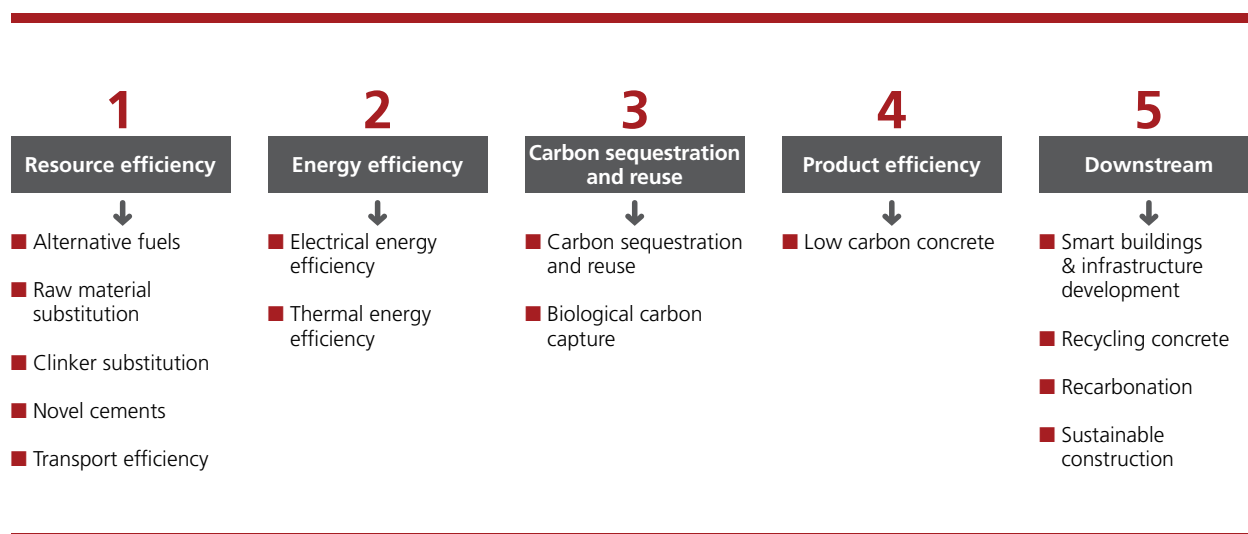 1
Resource efficiency
Alternative fuels
Raw material
substitution
Clinker substitution
Novel cements
Transport efficiency
2
Energy efficiency
Electrical energy
efficiency
Thermal energy
efficiency
3
Carbon sequestration
and reuse
Carbon sequestration
and reuse
Biological carbon
capture
4
Product efficiency
Low carbon concrete
5
Downstream
Smart buildings
& infrastructure
development
Recycling concrete
Recarbonation
Sustainable
construction